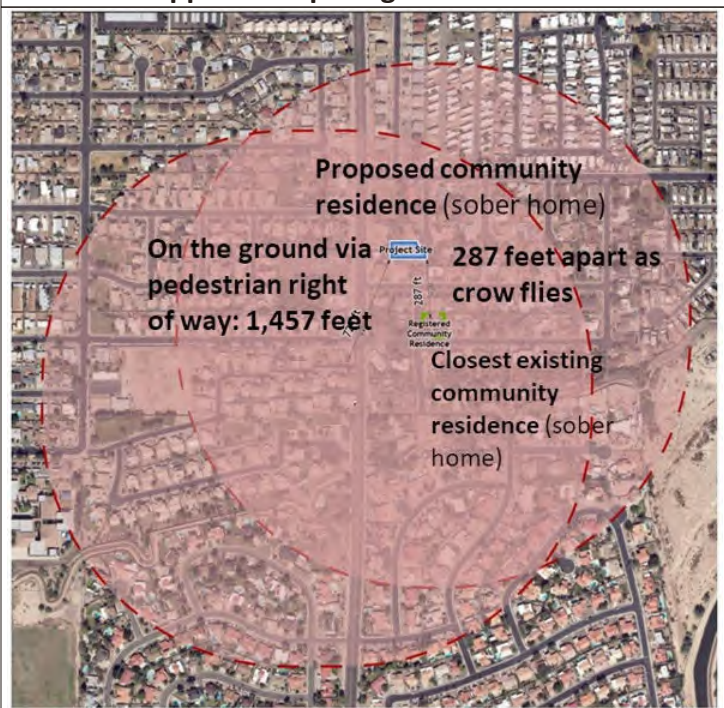 Proposed community
residence (sober home)
On the ground via
pedestrian right
of way: 1,457 feet
Project Site
287 feet apart as
crow flies
287 ft
Registered
Community
Residence
Closest existing
community
residence (sober
home)